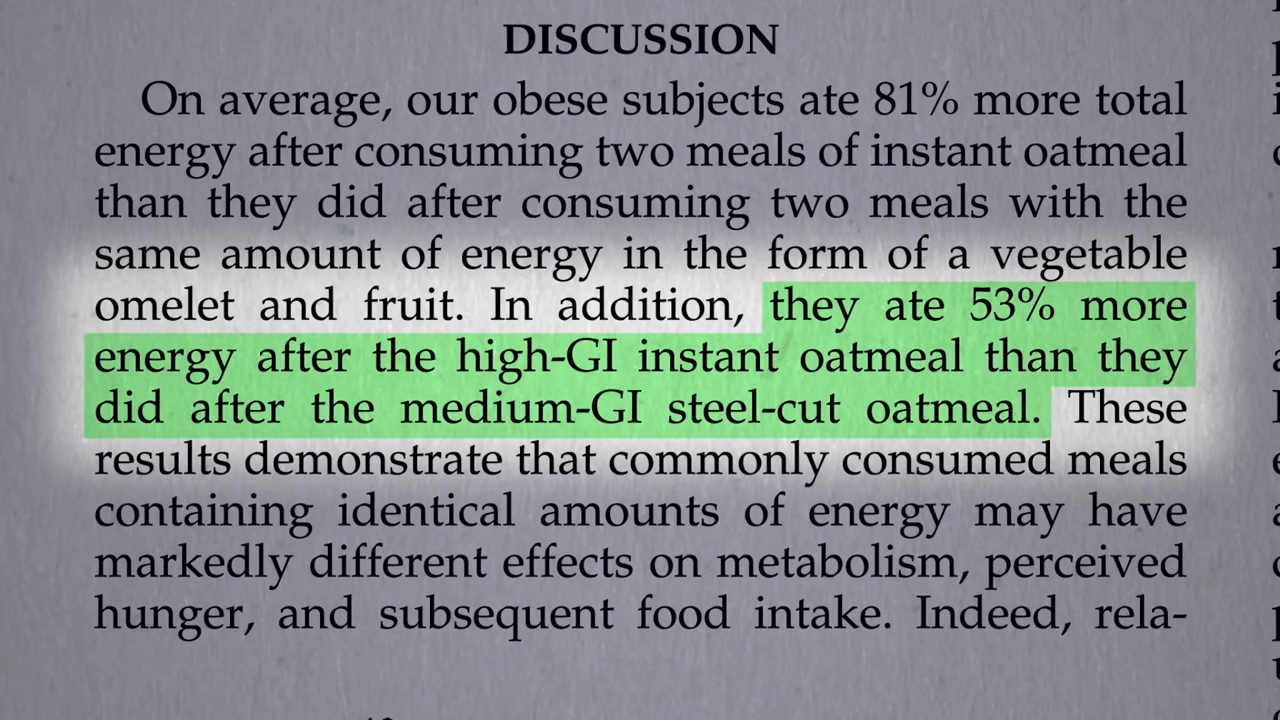 DISCUSSION
On average, our obese subjects ate 81% more total
energy after consuming two meals of instant oatmeal
than they did after consuming two meals with the
same amount of energy in the form of a vegetable
omelet and fruit. In addition, they ate 53% more
energy after the high-GI instant oatmeal than they
did after the medium-GI steel-cut oatmeal. These
results demonstrate that commonly consumed meals
containing identical amounts of energy may have
markedly different effects on metabolism, perceived
hunger, and subsequent food intake. Indeed, rela-